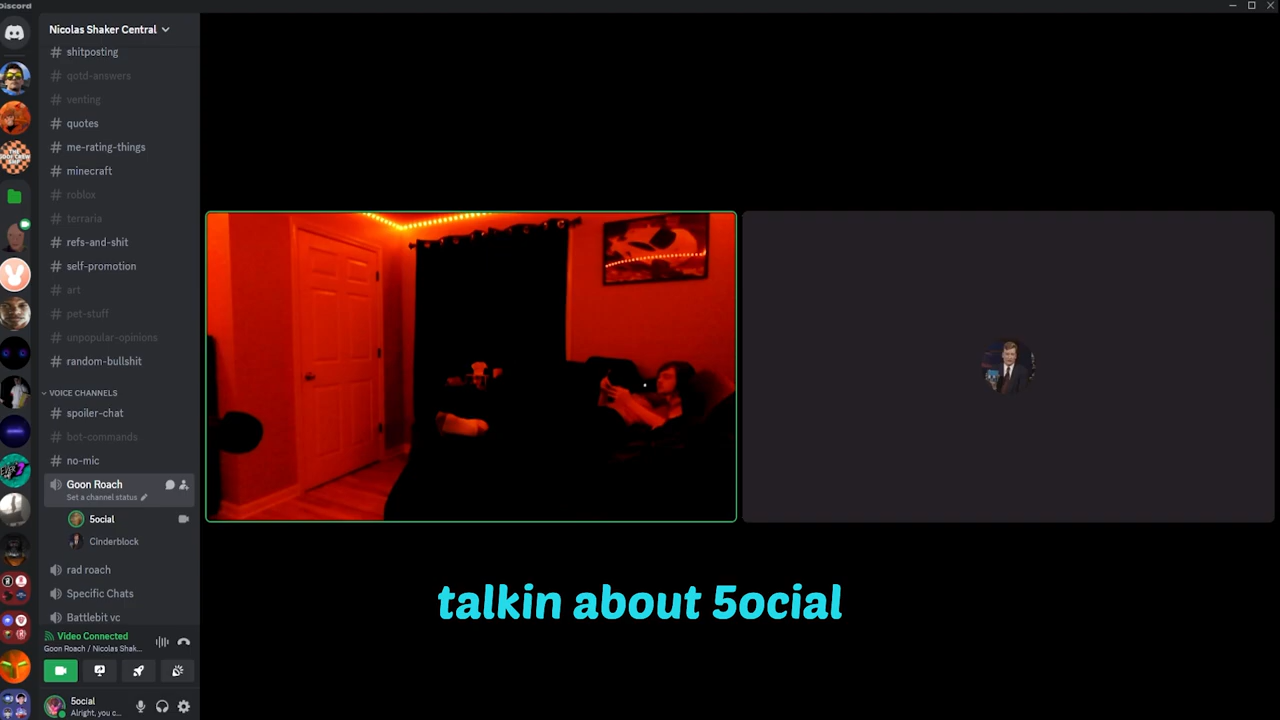 Discord
Nicolas Shaker Central
# shitposting
# qotd-answers
# venting
# quotes
# me-rating-things
# minecraft
# roblox
# terraria
# refs-and-shit
# self-promotion
# art
# pet-stuff
# unpopular-opinions
# random-bullshit
VOICE CHANNELS
# spoiler-chat
# bot-commands
# no-mic
Goon Roach
Set a channel status
5ocial
Cinderblock
rad roach
Specific Chats
Battlebit vc
Video Connected
Goon Roach / Nicolas Shak...
5ocial
Alright, you c...
talkin about 5ocial